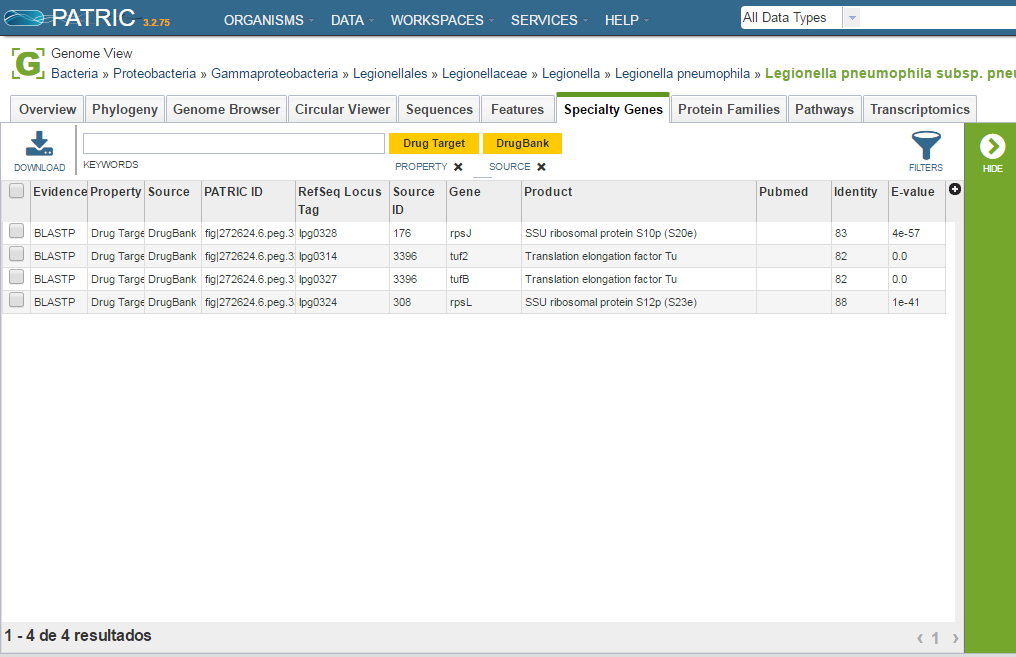 PATRIC 3.2.75 ORGANISMS DATA WORKSPACES SERVICES HELP All Data Types
Genome View
Bacteria » Proteobacteria » Gammaproteobacteria » Legionellales » Legionellaceae » Legionella » Legionella pneumophila » Legionella pneumophila subsp. pne
Overview Phylogeny Genome Browser Circular Viewer Sequences Features Specialty Genes Protein Families Pathways Transcriptomics
Drug Target DrugBank
DOWNLOAD KEYWORDS PROPERTY SOURCE FILTERS HIDE
Evidence Property Source PATRIC ID RefSeq Locus Tag Source ID Gene Product Pubmed Identity E-value
BLASTP Drug Targe DrugBank fig|272624.6.peg.3 lpg0328 176 rpsJ SSU ribosomal protein S10p (S20e) 83 4e-57
BLASTP Drug Targe DrugBank fig|272624.6.peg.3 lpg0314 3396 tuf2 Translation elongation factor Tu 82 0.0
BLASTP Drug Targe DrugBank fig|272624.6.peg.3 lpg0327 3396 tufB Translation elongation factor Tu 82 0.0
BLASTP Drug Targe DrugBank fig|272624.6.peg.3 lpg0324 308 rpsL SSU ribosomal protein S12p (S23e) 88 1e-41
1 - 4 de 4 resultados ‹ 1 ›